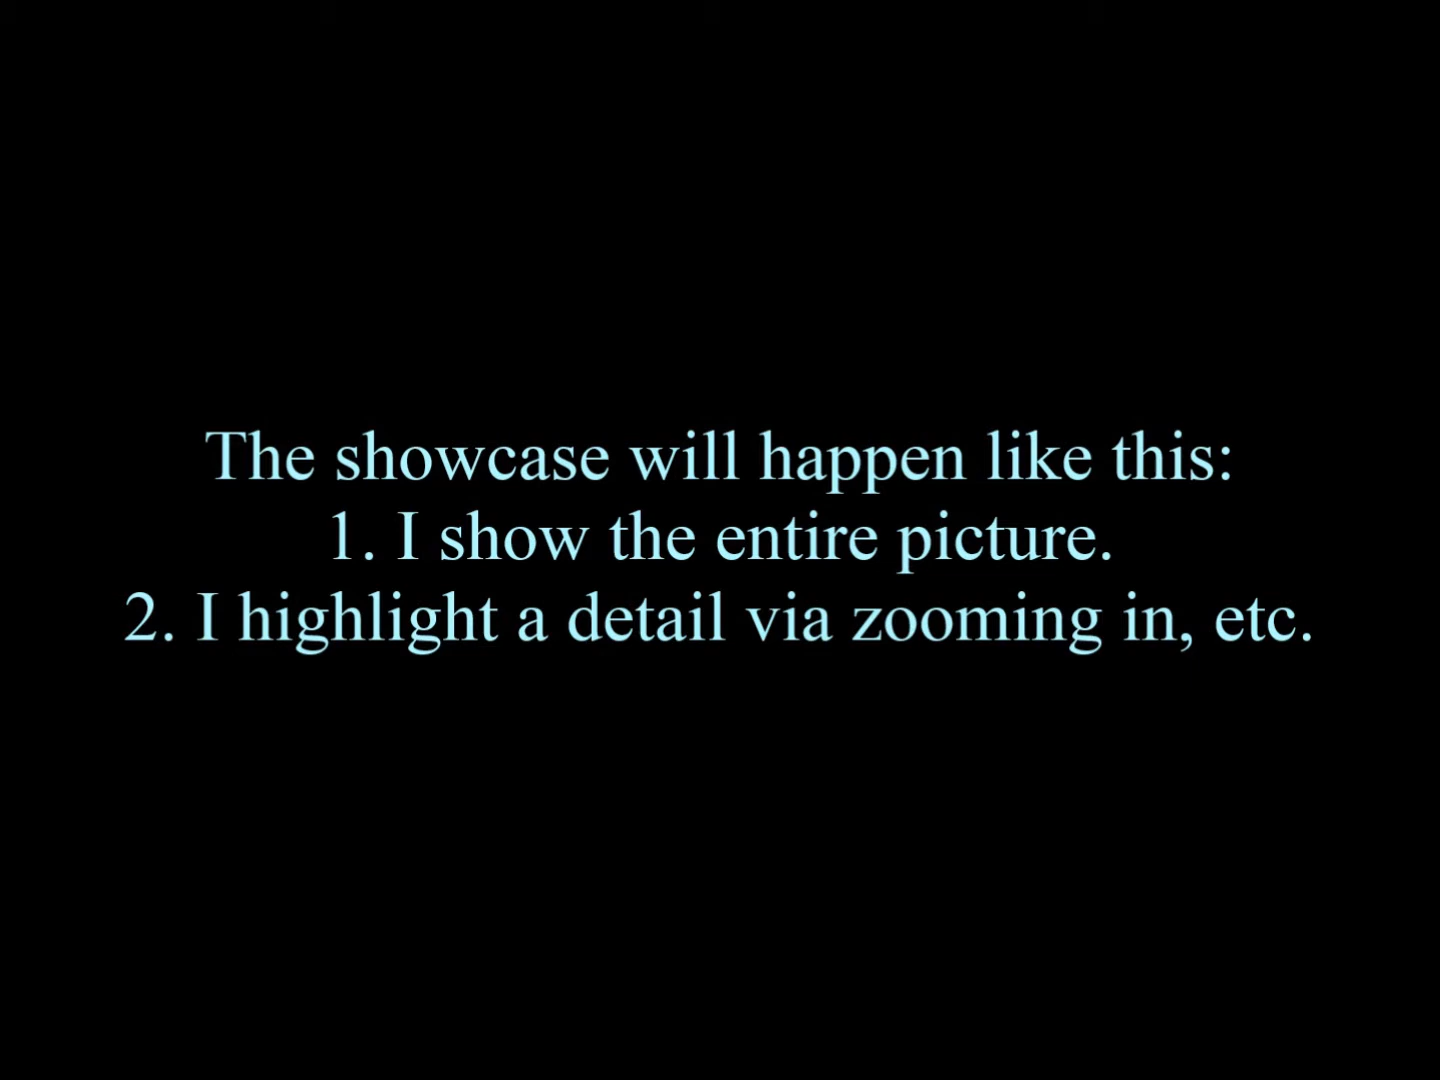 The showcase will happen like this:
1. I show the entire picture.
2. I highlight a detail via zooming in, etc.